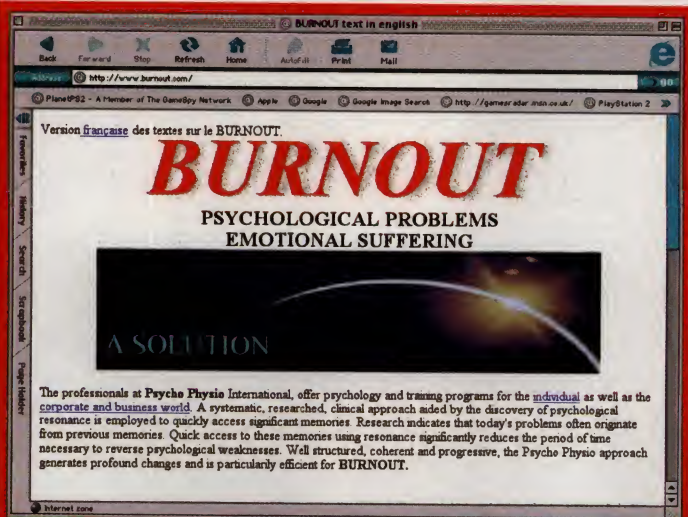 BURNOUT text in english
Back Forward Stop Refresh Home AutoFill Print Mail
Address: http://www.burnout.com/ go
PlanetPS2 - A Member of The GameSpy Network Apple Google Google Image Search http://gamesradar.msn.co.uk/ PlayStation 2
Favorites
History
Search
Scrapbook
Page Holder
Version française des textes sur le BURNOUT.
BURNOUT
PSYCHOLOGICAL PROBLEMS
EMOTIONAL SUFFERING
A SOLUTION
The professionals at Psycho Physio International, offer psychology and training programs for the individual as well as the
corporate and business world. A systematic, researched, clinical approach aided by the discovery of psychological
resonance is employed to quickly access significant memories. Research indicates that today's problems often originate
from previous memories. Quick access to these memories using resonance significantly reduces the period of time
necessary to reverse psychological weaknesses. Well structured, coherent and progressive, the Psycho Physio approach
generates profound changes and is particularily efficient for BURNOUT.
Internet zone